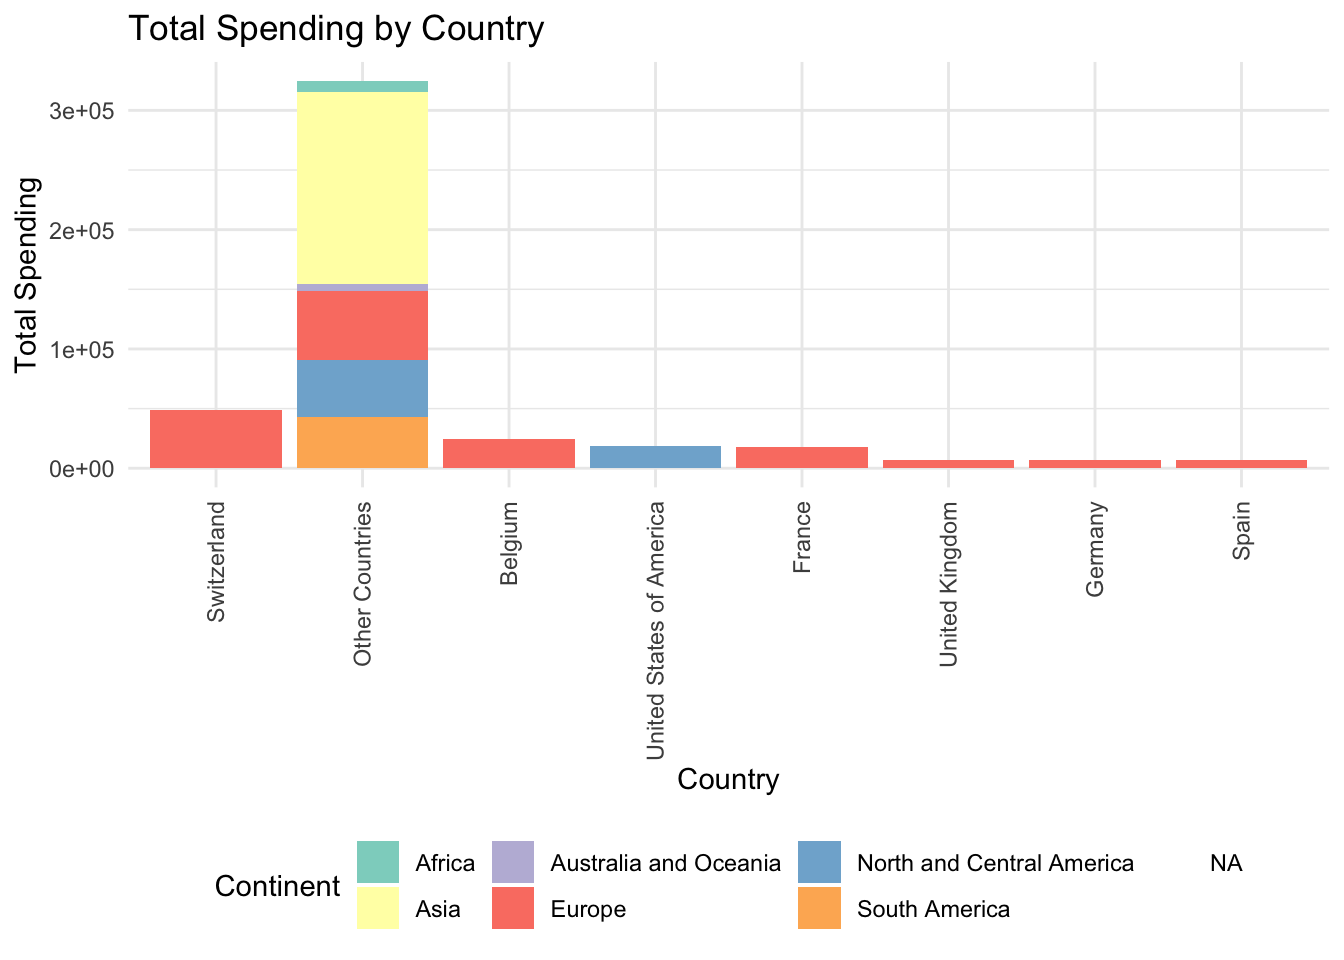 Total Spending by Country
Total Spending
3e+05
2e+05
1e+05
0e+00
Switzerland
Other Countries
Belgium
United States of America
France
United Kingdom
Germany
Spain
Country
Continent
Africa
Australia and Oceania
North and Central America
NA
Asia
Europe
South America